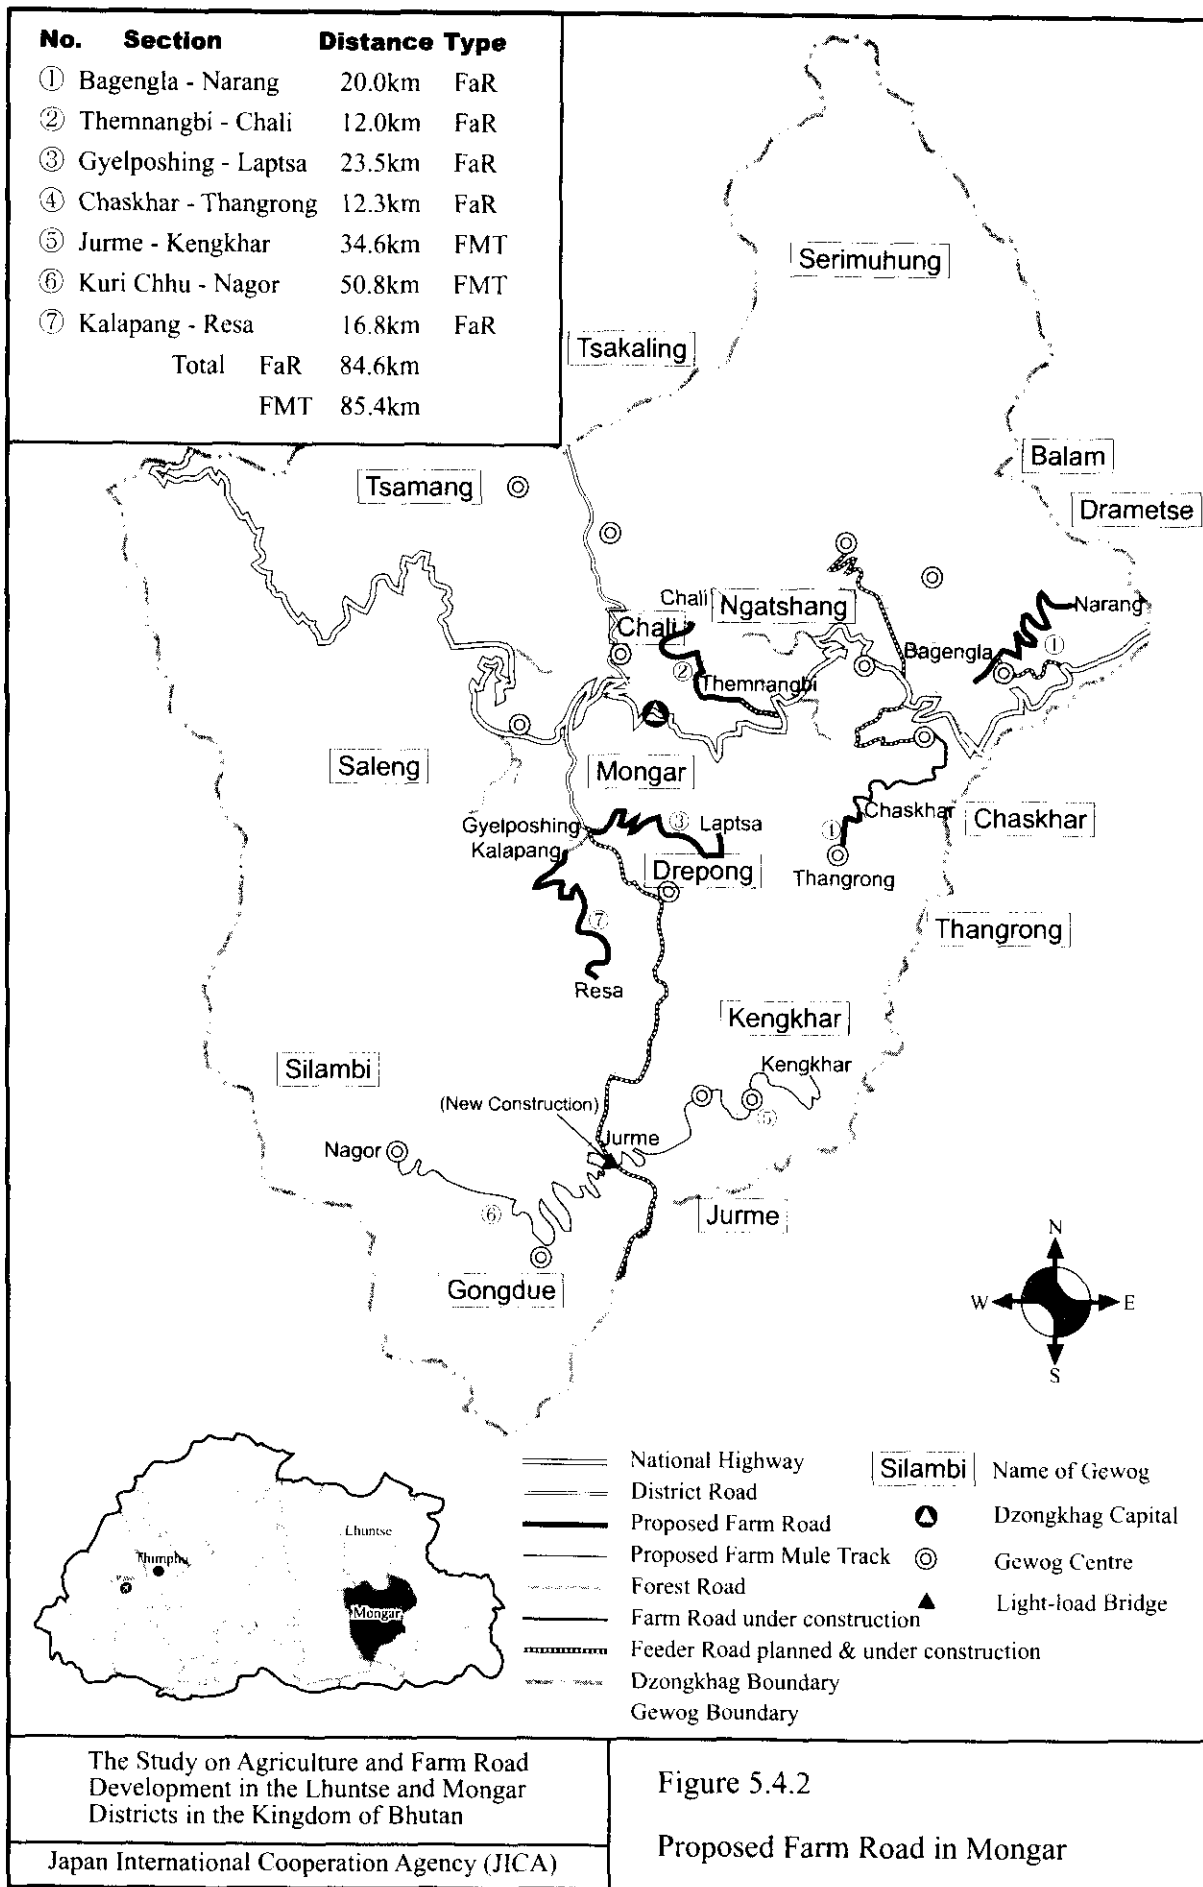 No. Section Distance Type
① Bagengla - Narang 20.0km FaR
② Themnangbi - Chali 12.0km FaR
③ Gyelposhing - Laptsa 23.5km FaR
④ Chaskhar - Thangrong 12.3km FaR
⑤ Jurme - Kengkhar 34.6km FMT
⑥ Kuri Chhu - Nagor 50.8km FMT
⑦ Kalapang - Resa 16.8km FaR
Total FaR 84.6km
FMT 85.4km
Serimuhung
Tsakaling
Balam
Tsamang
Drametse
Chali
Ngatshang
Narang
Chali
Bagengla
①
②
Themnangbi
Saleng
Mongar
Chaskhar
Chaskhar
Gyelposhing
③
Laptsa
④
Kalapang
Drepong
Thangrong
⑦
Thangrong
Resa
Kengkhar
Silambi
Kengkhar
(New Construction)
⑤
Jurme
Nagor
⑥
Jurme
Gongdue
N
W
E
S
National Highway
District Road
Proposed Farm Road
Proposed Farm Mule Track
Forest Road
Farm Road under construction
Feeder Road planned & under construction
Dzongkhag Boundary
Gewog Boundary
Silambi Name of Gewog
Dzongkhag Capital
Gewog Centre
Light-load Bridge
Lhuntse
Thimphu
Mongar
The Study on Agriculture and Farm Road
Development in the Lhuntse and Mongar
Districts in the Kingdom of Bhutan
Japan International Cooperation Agency (JICA)
Figure 5.4.2
Proposed Farm Road in Mongar